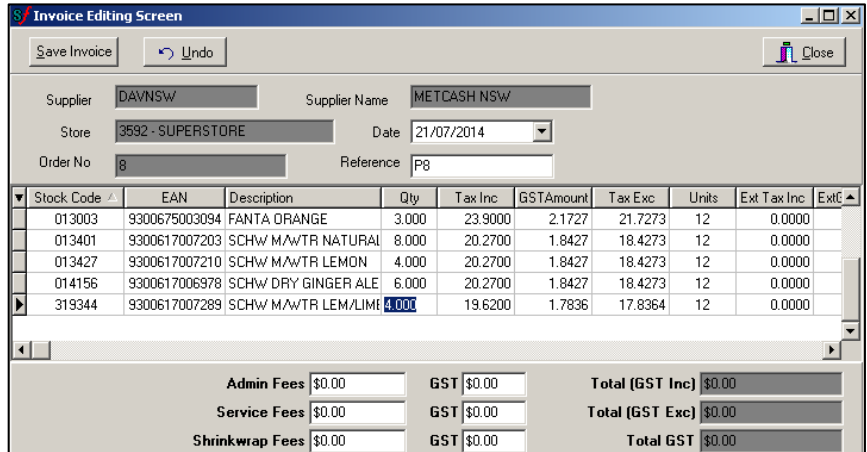 Invoice Editing Screen
Save Invoice Undo Close
Supplier DAVNSW Supplier Name METCASH NSW
Store 3592 - SUPERSTORE Date 21/07/2014
Order No 8 Reference P8
Stock Code EAN Description Qty Tax Inc GSTAmount Tax Exc Units Ext Tax Inc
013003 9300675003094 FANTA ORANGE 3.000 23.9000 2.1727 21.7273 12 0.0000
013401 9300617007203 SCHW M/WTR NATURAL 8.000 20.2700 1.8427 18.4273 12 0.0000
013427 9300617007210 SCHW M/WTR LEMON 4.000 20.2700 1.8427 18.4273 12 0.0000
014156 9300617006978 SCHW DRY GINGER ALE 6.000 20.2700 1.8427 18.4273 12 0.0000
319344 9300617007289 SCHW M/WTR LEM/LIME 4.000 19.6200 1.7836 17.8364 12 0.0000
Admin Fees $0.00 GST $0.00 Total (GST Inc) $0.00
Service Fees $0.00 GST $0.00 Total (GST Exc) $0.00
Shrinkwrap Fees $0.00 GST $0.00 Total GST $0.00